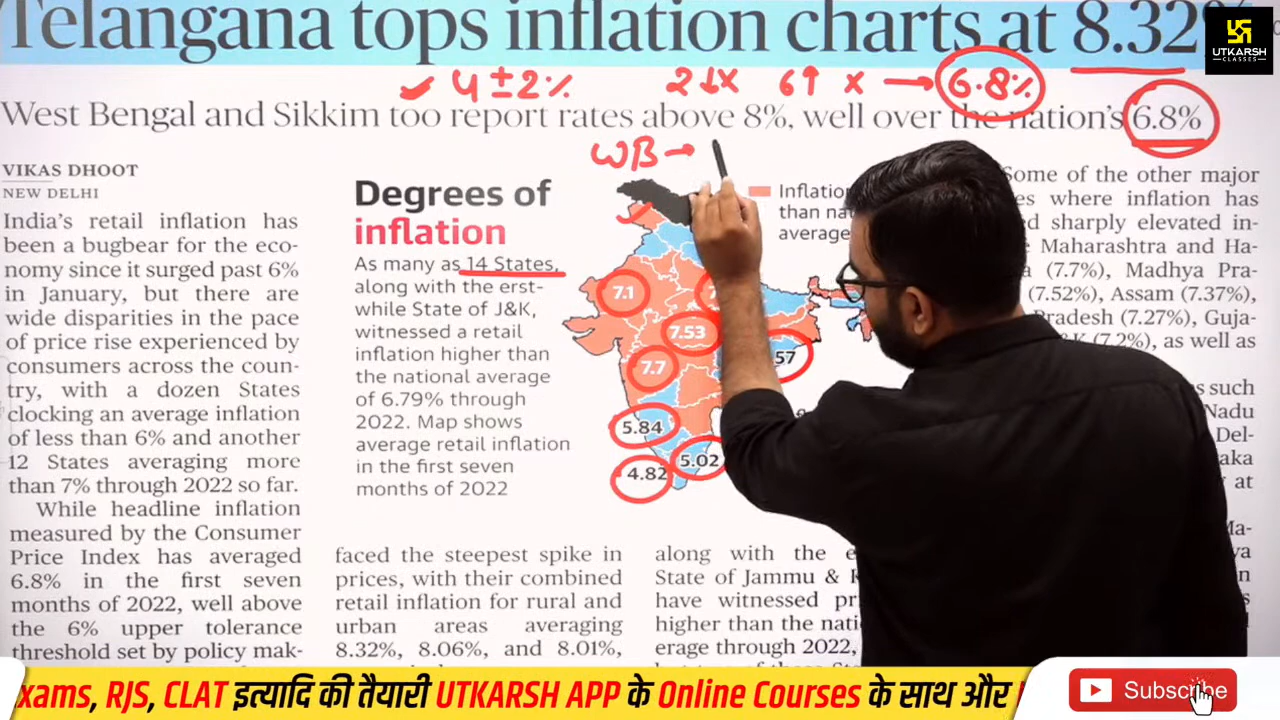 Telangana tops inflation charts at 8.32%
UTKARSH
CLASSES
4 ± 2% 2↓x 6↑ x → 6.8%
West Bengal and Sikkim too report rates above 8%, well over the nation's 6.8%
WB →
VIKAS DHOOT
NEW DELHI
India's retail inflation has
been a bugbear for the eco-
nomy since it surged past 6%
in January, but there are
wide disparities in the pace
of price rise experienced by
consumers across the coun-
try, with a dozen States
clocking an average inflation
of less than 6% and another
12 States averaging more
than 7% through 2022 so far.
While headline inflation
measured by the Consumer
Price Index has averaged
6.8% in the first seven
months of 2022, well above
the 6% upper tolerance
threshold set by policy mak-
Degrees of
inflation
As many as 14 States,
along with the erst-
while State of J&K,
witnessed a retail
inflation higher than
the national average
of 6.79% through
2022. Map shows
average retail inflation
in the first seven
months of 2022
Inflation
than nat
average
7.1
7.53
57
7.7
5.84
5.02
4.82
faced the steepest spike in
prices, with their combined
retail inflation for rural and
urban areas averaging
8.32%, 8.06%, and 8.01%,
along with the e
State of Jammu & K
have witnessed pri
higher than the nati
erage through 2022,
Some of the other major
es where inflation has
d sharply elevated in-
Maharashtra and Ha-
(7.7%), Madhya Pra-
(7.52%), Assam (7.37%),
Pradesh (7.27%), Guja-
K (7.2%), as well as
such
Nadu
Del-
aka
at
Ma-
ya
n
xams, RJS, CLAT इत्यादि की तैयारी UTKARSH APP के Online Courses के साथ और
Subscribe